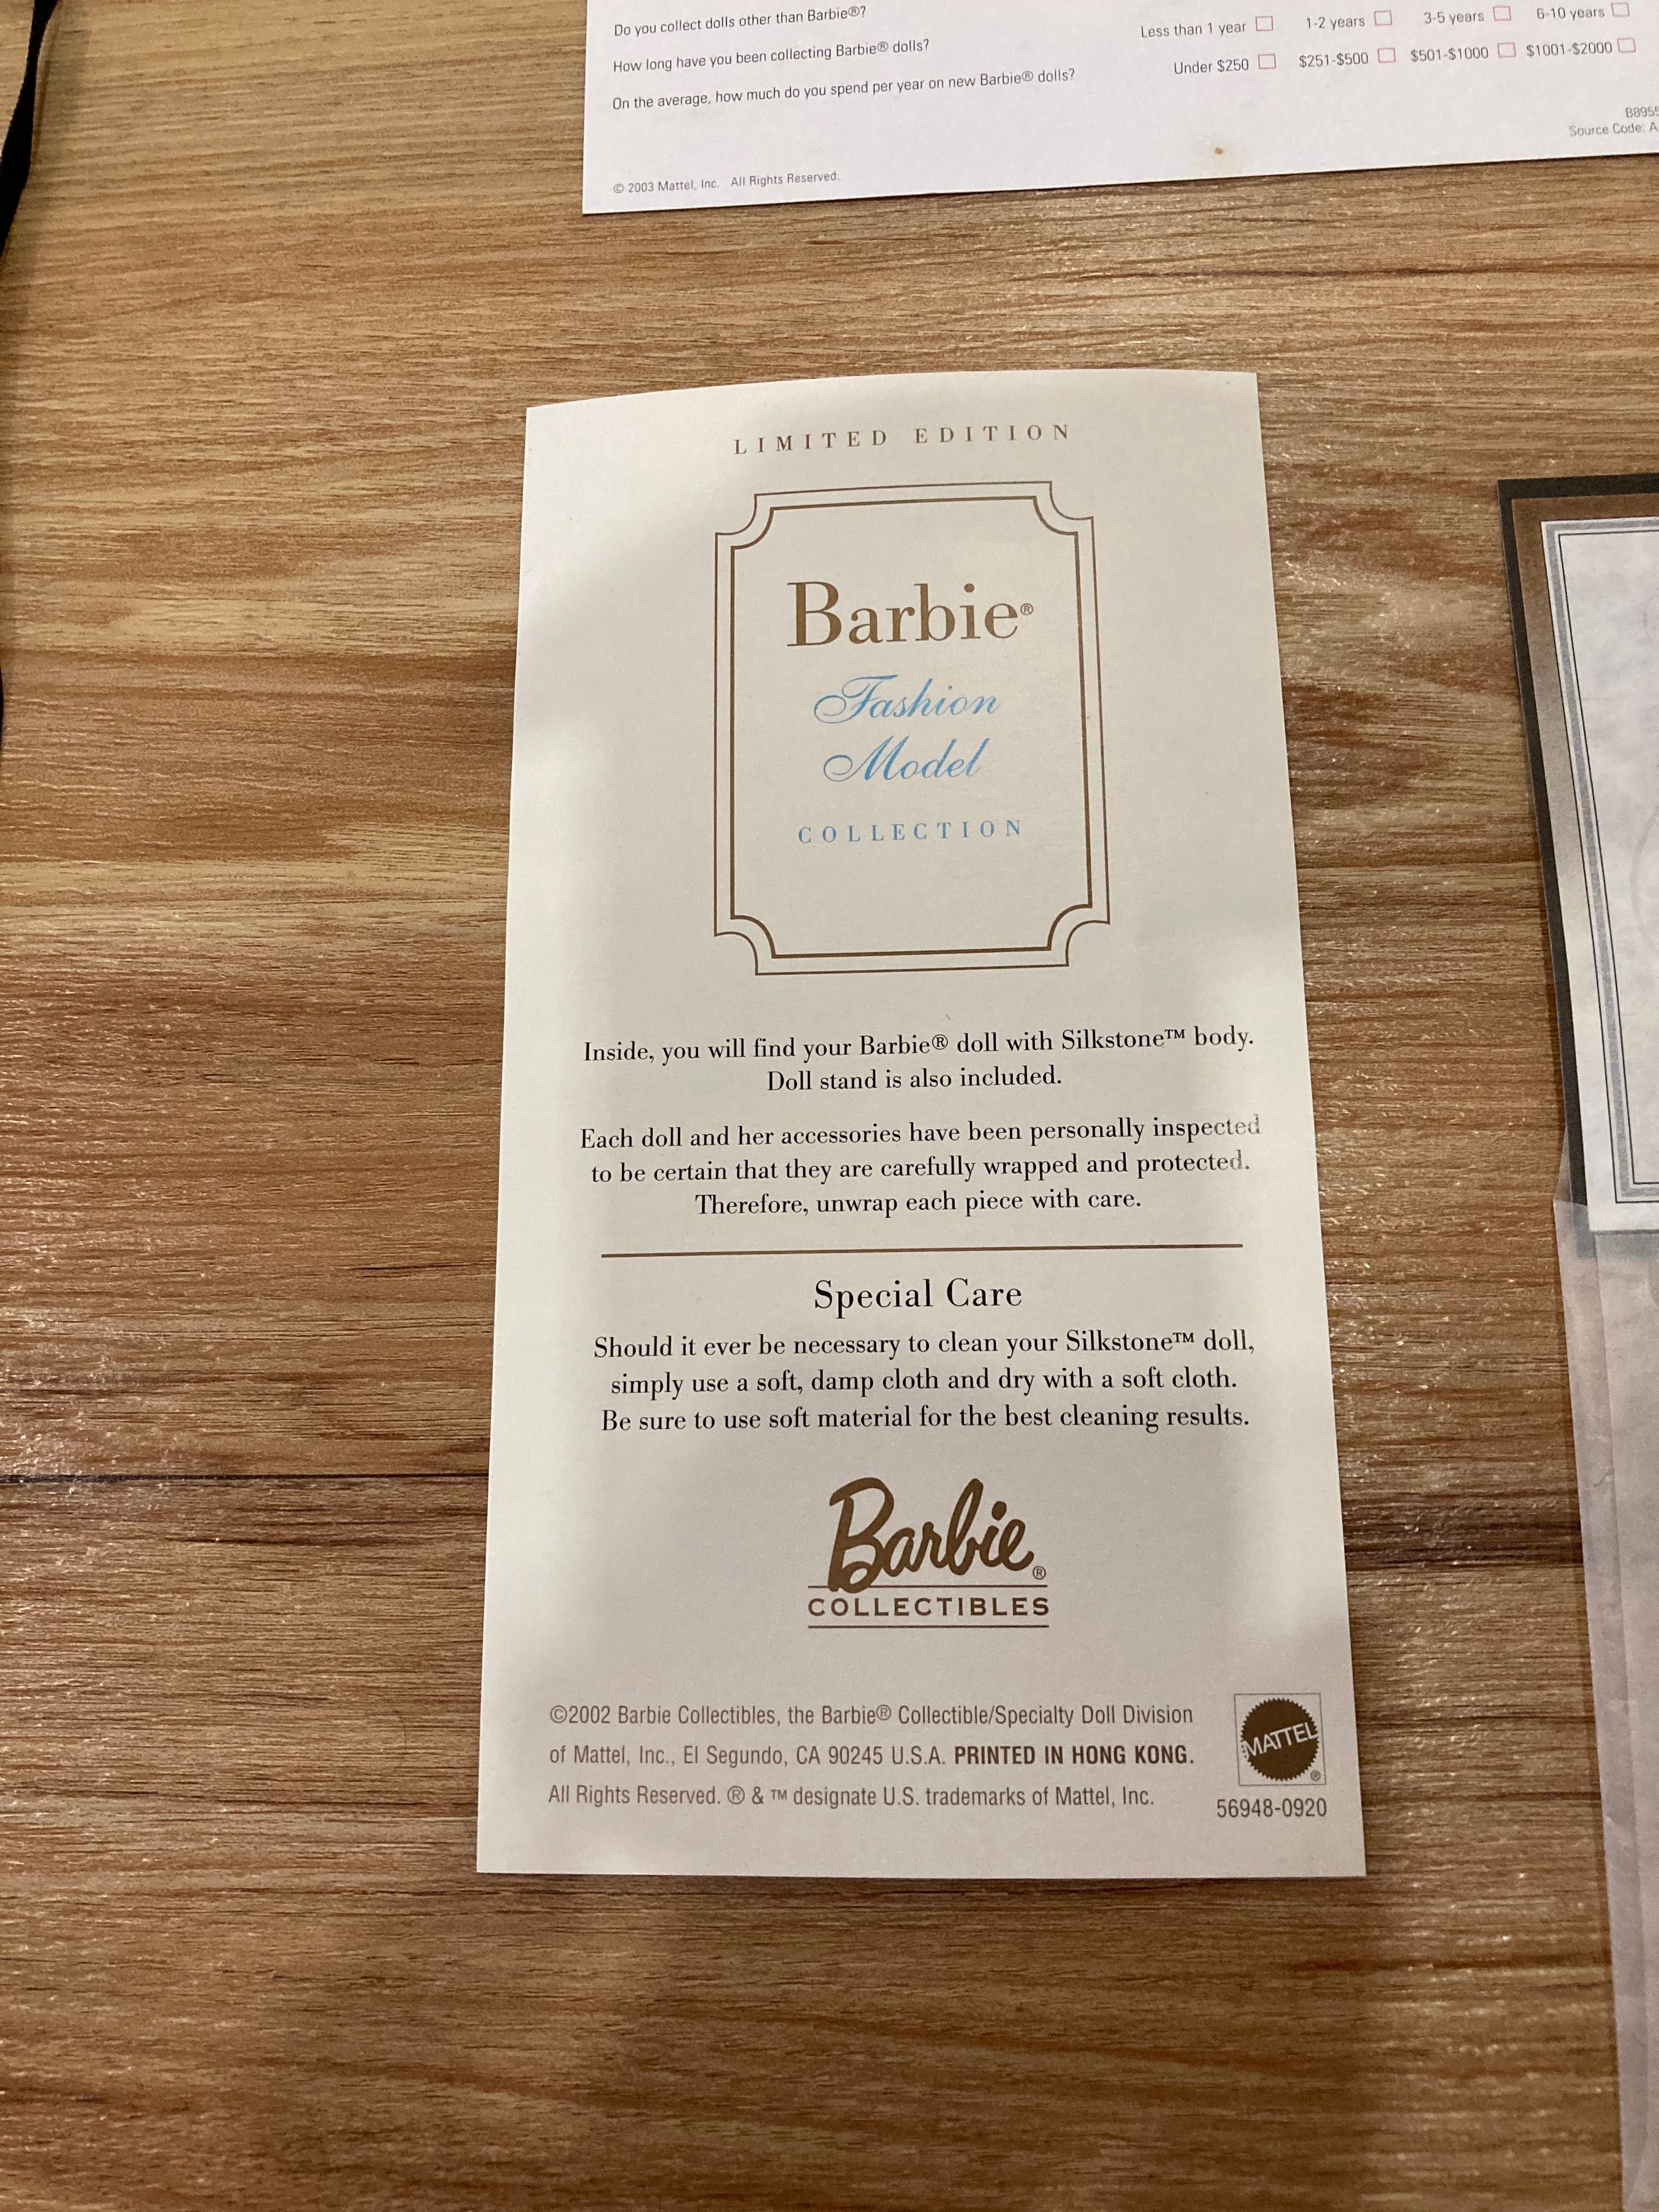 Do you collect dolls other than Barbie®?
How long have you been collecting Barbie® dolls? Less than 1 year 1-2 years 3-5 years 6-10 years
On the average, how much do you spend per year on new Barbie® dolls? Under $250 $251-$500 $501-$1000 $1001-$2000
B895
Source Code: A
© 2003 Mattel, Inc. All Rights Reserved.
LIMITED EDITION
Barbie®
Fashion
Model
COLLECTION
Inside, you will find your Barbie® doll with Silkstone™ body.
Doll stand is also included.
Each doll and her accessories have been personally inspected
to be certain that they are carefully wrapped and protected.
Therefore, unwrap each piece with care.
Special Care
Should it ever be necessary to clean your Silkstone™ doll,
simply use a soft, damp cloth and dry with a soft cloth.
Be sure to use soft material for the best cleaning results.
Barbie®
COLLECTIBLES
©2002 Barbie Collectibles, the Barbie® Collectible/Specialty Doll Division
of Mattel, Inc., El Segundo, CA 90245 U.S.A. PRINTED IN HONG KONG.
All Rights Reserved. ® & ™ designate U.S. trademarks of Mattel, Inc.
MATTEL®
56948-0920